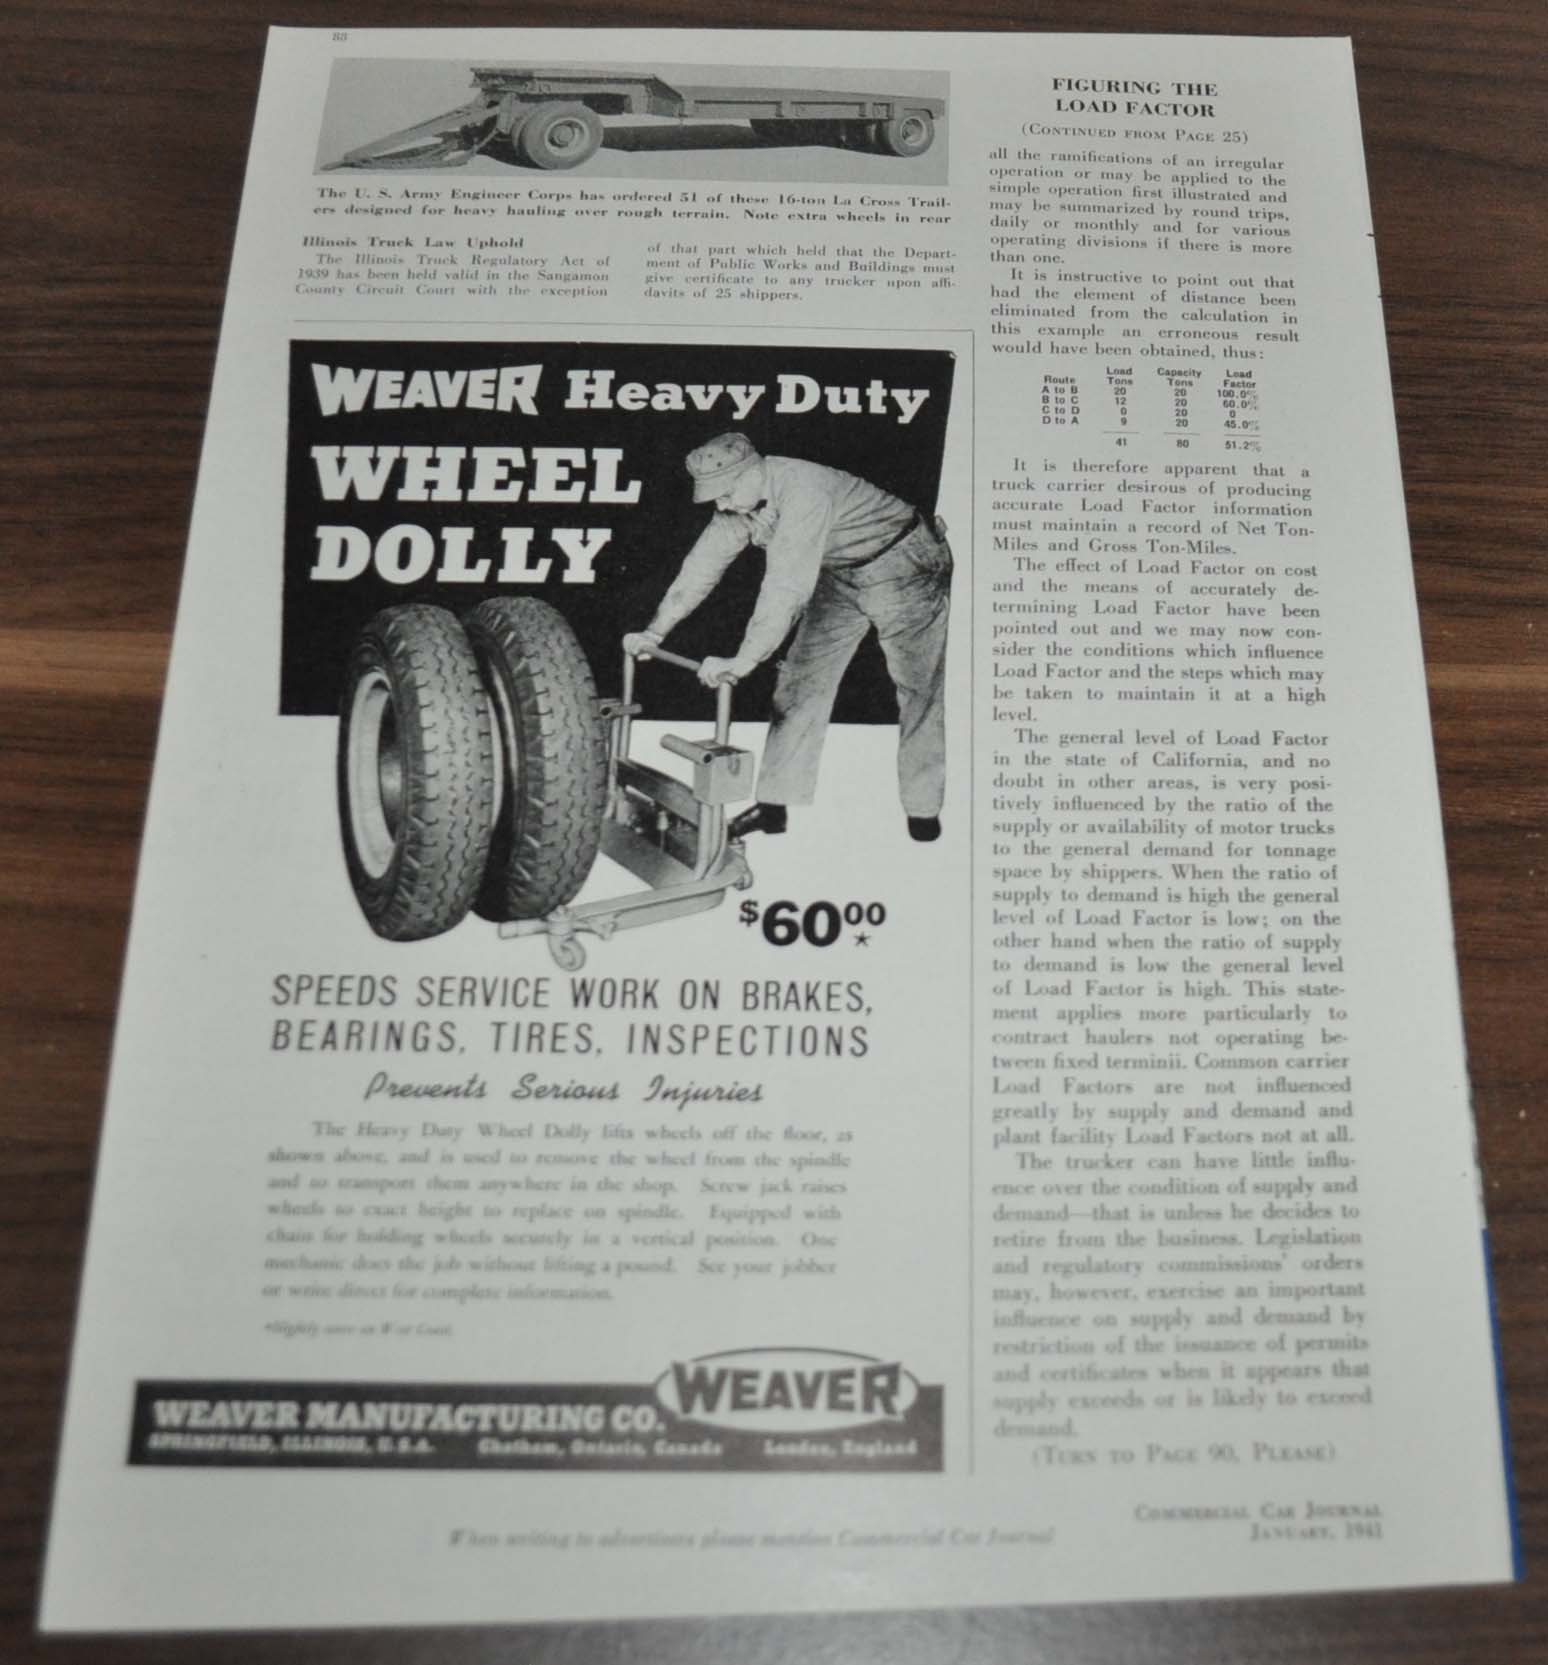 88
The U. S. Army Engineer Corps has ordered 51 of these 16-ton La Cross Trail-
ers designed for heavy hauling over rough terrain. Note extra wheels in rear
Illinois Truck Law Uphold
The Illinois Truck Regulatory Act of
1939 has been held valid in the Sangamon
County Circuit Court with the exception
of that part which held that the Depart-
ment of Public Works and Buildings must
give certificate to any trucker upon affi-
davits of 25 shippers.
WEAVER Heavy Duty
WHEEL
DOLLY
$6000
*
SPEEDS SERVICE WORK ON BRAKES,
BEARINGS, TIRES, INSPECTIONS
Prevents Serious Injuries
The Heavy Duty Wheel Dolly lifts wheels off the floor, as
shown above, and is used to remove the wheel from the spindle
and to transport them anywhere in the shop. Screw jack raises
wheels to exact height to replace on spindle. Equipped with
chain for holding wheels securely in a vertical position. One
mechanic does the job without lifting a pound. See your jobber
or write direct for complete information.
*Slightly more on West Coast.
WEAVER MANUFACTURING CO. WEAVER
SPRINGFIELD, ILLINOIS, U.S.A. Chatham, Ontario, Canada London, England
FIGURING THE
LOAD FACTOR
(CONTINUED FROM PAGE 25)
all the ramifications of an irregular
operation or may be applied to the
simple operation first illustrated and
may be summarized by round trips,
daily or monthly and for various
operating divisions if there is more
than one.
It is instructive to point out that
had the element of distance been
eliminated from the calculation in
this example an erroneous result
would have been obtained, thus:
Load Capacity Load
Route Tons Tons Factor
A to B 20 20 100.0%
B to C 12 20 60.0%
C to D 0 20 0
D to A 9 20 45.0%
41 80 51.2%
It is therefore apparent that a
truck carrier desirous of producing
accurate Load Factor information
must maintain a record of Net Ton-
Miles and Gross Ton-Miles.
The effect of Load Factor on cost
and the means of accurately de-
termining Load Factor have been
pointed out and we may now con-
sider the conditions which influence
Load Factor and the steps which may
be taken to maintain it at a high
level.
The general level of Load Factor
in the state of California, and no
doubt in other areas, is very posi-
tively influenced by the ratio of the
supply or availability of motor trucks
to the general demand for tonnage
space by shippers. When the ratio of
supply to demand is high the general
level of Load Factor is low; on the
other hand when the ratio of supply
to demand is low the general level
of Load Factor is high. This state-
ment applies more particularly to
contract haulers not operating be-
tween fixed terminii. Common carrier
Load Factors are not influenced
greatly by supply and demand and
plant facility Load Factors not at all.
The trucker can have little influ-
ence over the condition of supply and
demand—that is unless he decides to
retire from the business. Legislation
and regulatory commissions' orders
may, however, exercise an important
influence on supply and demand by
restriction of the issuance of permits
and certificates when it appears that
supply exceeds or is likely to exceed
demand.
(TURN TO PAGE 90, PLEASE)
COMMERCIAL CAR JOURNAL
JANUARY, 1941
When writing to advertisers please mention Commercial Car Journal